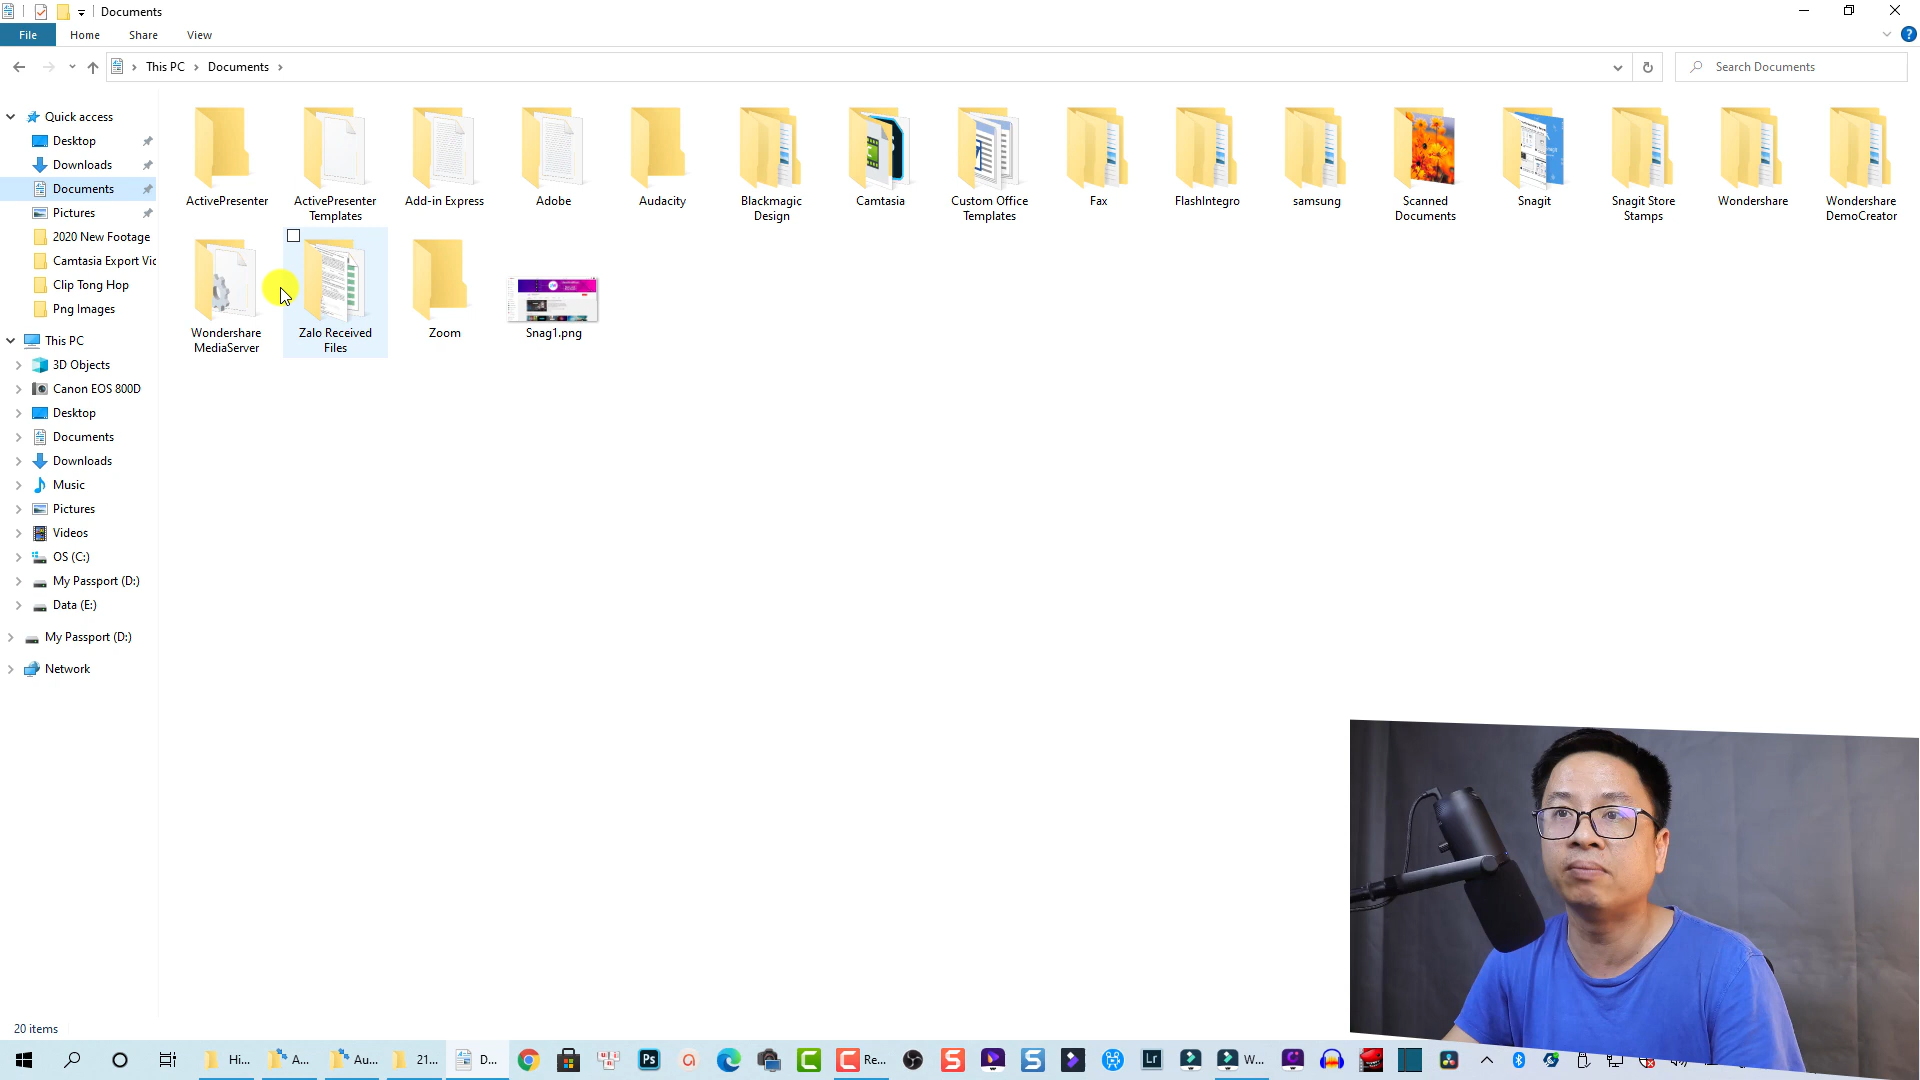 Documents
File
Home
Share
View
This PC
Documents
Search Documents
Quick access
Desktop
Downloads
Documents
Pictures
2020 New Footage
Camtasia Export Vic
Clip Tong Hop
Png Images
This PC
3D Objects
Canon EOS 800D
Desktop
Documents
Downloads
Music
Pictures
Videos
OS (C:)
My Passport (D:)
Data (E:)
My Passport (D:)
Network
ActivePresenter
ActivePresenter
Templates
Add-in Express
Adobe
Audacity
Blackmagic
Design
Camtasia
Custom Office
Templates
Fax
FlashIntegro
samsung
Scanned
Documents
Snagit
Snagit Store
Stamps
Wondershare
Wondershare
DemoCreator
Wondershare
MediaServer
Zalo Received
Files
Zoom
Snag1.png
20 items
Hi...
A...
Au...
21...
D...
Ps
Re...
Lr
W...